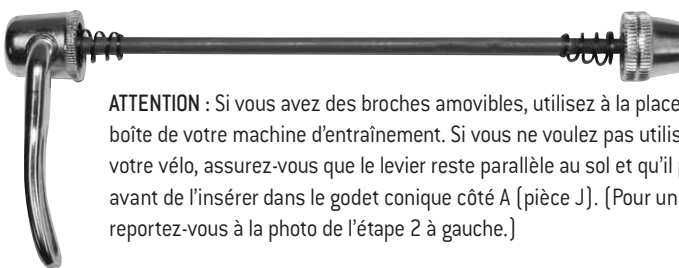 ATTENTION : Si vous avez des broches amovibles, utilisez à la place
boîte de votre machine d’entraînement. Si vous ne voulez pas utilis
votre vélo, assurez-vous que le levier reste parallèle au sol et qu’il
avant de l’insérer dans le godet conique côté A (pièce J). (Pour un
reportez-vous à la photo de l’étape 2 à gauche.)